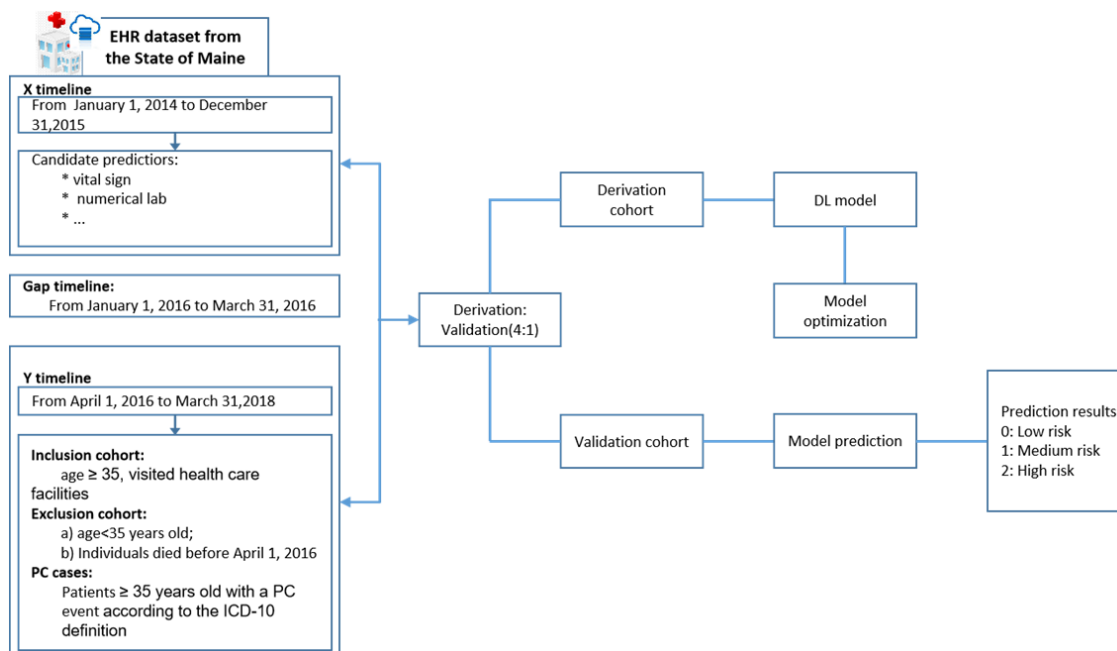 EHR dataset from
the State of Maine
X timeline
From January 1, 2014 to December
31,2015
Candidate predictiors:
* vital sign
* numerical lab
* ...
Gap timeline:
From January 1, 2016 to March 31, 2016
Y timeline
From April 1, 2016 to March 31,2018
Inclusion cohort:
age ≥ 35, visited health care
facilities
Exclusion cohort:
a) age<35 years old;
b) Individuals died before April 1, 2016
PC cases:
Patients ≥ 35 years old with a PC
event according to the ICD-10
definition
Derivation:
Validation(4:1)
Derivation
cohort
DL model
Model
optimization
Validation cohort
Model prediction
Prediction results
0: Low risk
1: Medium risk
2: High risk